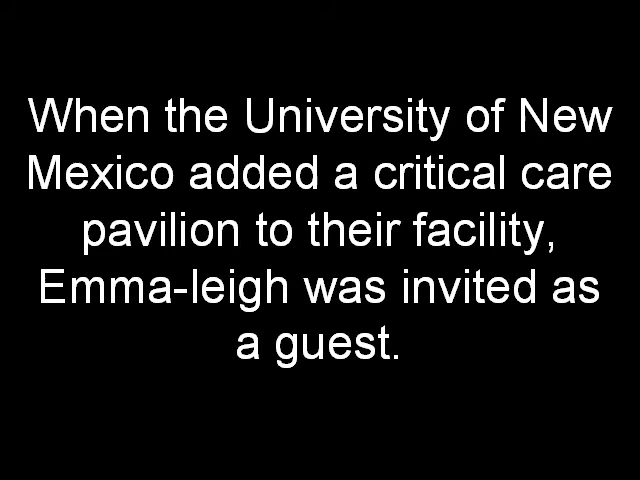 When the University of New
Mexico added a critical care
pavilion to their facility,
Emma-leigh was invited as
a guest.